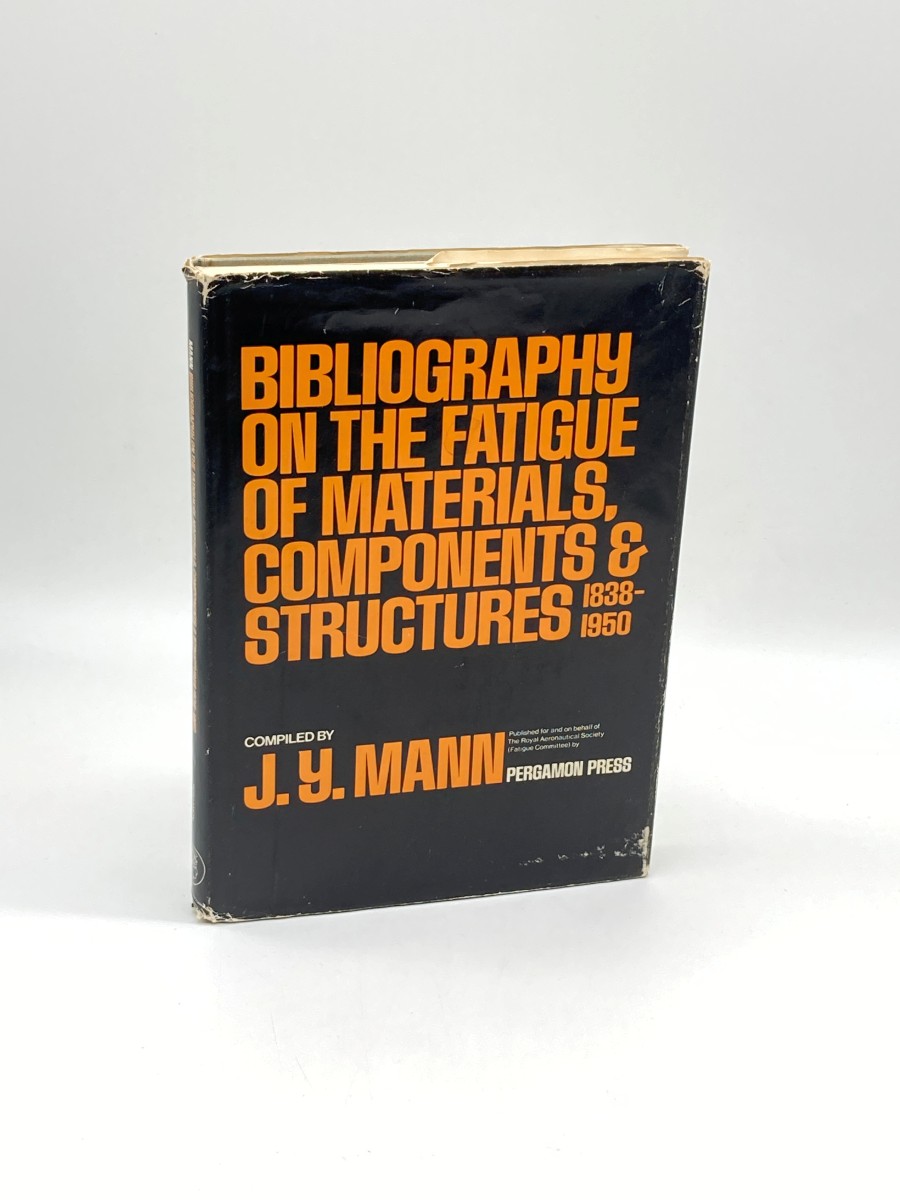 BIBLIOGRAPHY
ON THE FATIGUE
OF MATERIALS,
COMPONENTS &
STRUCTURES 1838-
1950
COMPILED BY
J. Y. MANN
Published for and on behalf of
The Royal Aeronautical Society
(Fatigue Committee) by
PERGAMON PRESS